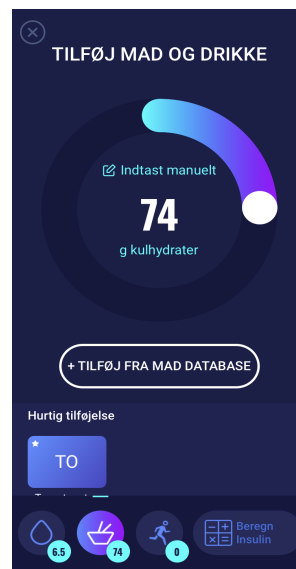 TILFØJ MAD OG DRIKKE
Indtast manuelt
74
g kulhydrater
+ TILFØJ FRA MAD DATABASE
Hurtig tilføjelse
TO
6.5
74
0
Beregn
Insulin